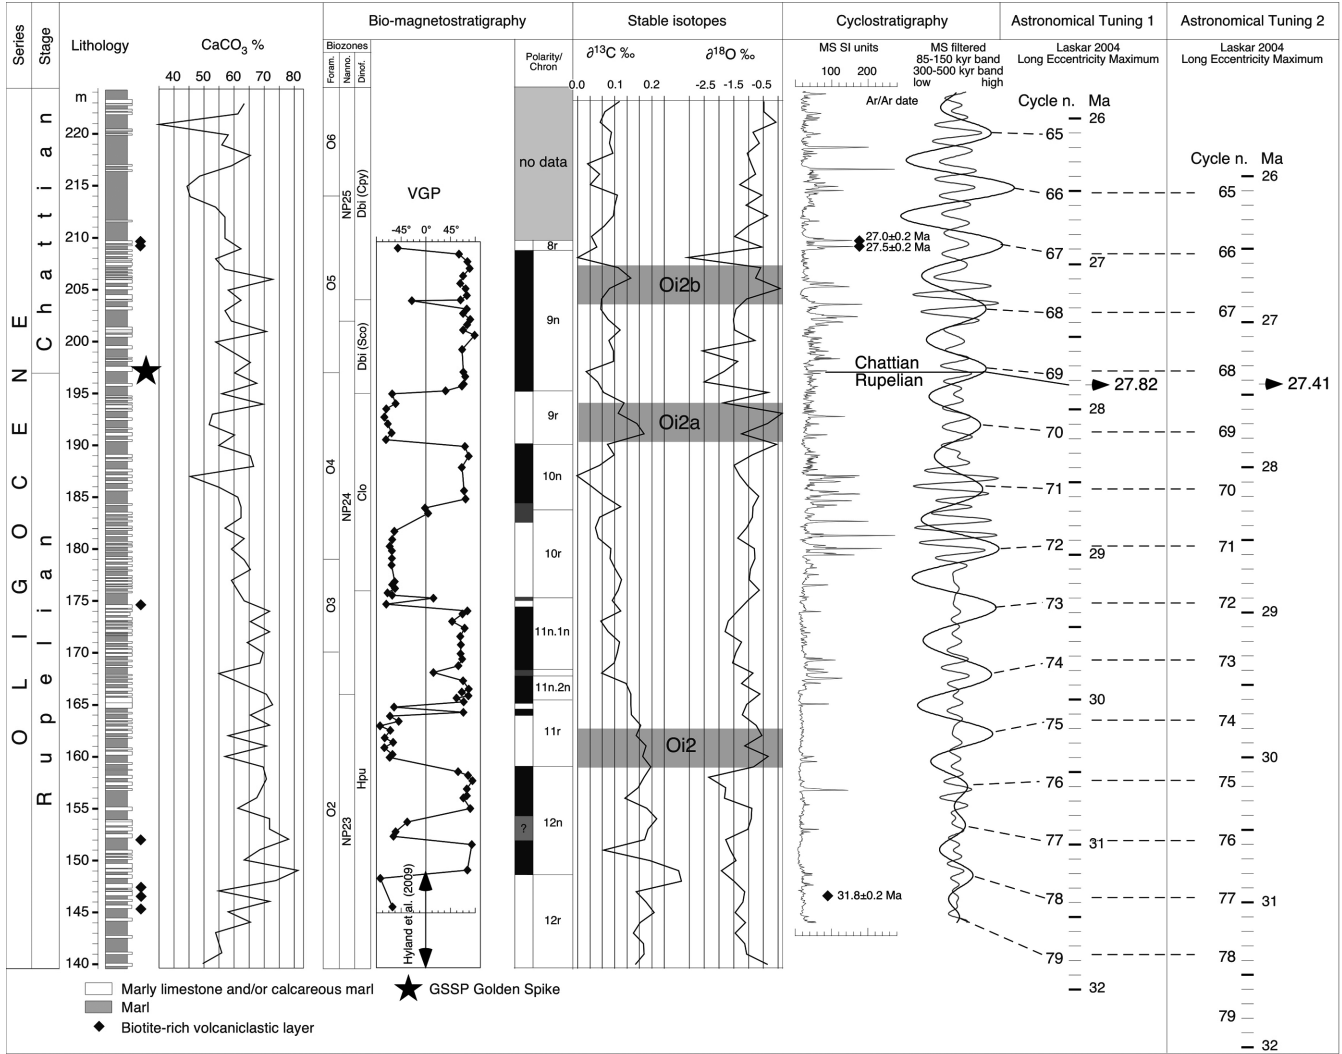 Series
Stage
Lithology
CaCO3 %
40 50 60 70 80
m
Bio-magnetostratigraphy
Biozones
Foram.
Nanno.
Dinof.
Polarity/
Chron
Stable isotopes
∂13C ‰
∂18O ‰
0.0 0.1 0.2
-2.5 -1.5 -0.5
Cyclostratigraphy
MS SI units
100 200
MS filtered
85-150 kyr band
300-500 kyr band
low high
Ar/Ar date
Astronomical Tuning 1
Laskar 2004
Long Eccentricity Maximum
Cycle n. Ma
Astronomical Tuning 2
Laskar 2004
Long Eccentricity Maximum
Cycle n. Ma
OLIGOCENE
Chattian
Rupelian
220
215
210
205
200
195
190
185
180
175
170
165
160
155
150
145
140
O6
O5
O4
O3
O2
NP25
NP24
NP23
Dbi (Cpy)
Dbi (Sco)
Clo
Hpu
VGP
-45° 0° 45°
-45° 0° 45°
Hyland et al. (2009)
no data
8r
9n
9r
10n
10r
11n.1n
11n.2n
11r
12n
?
12r
Oi2b
Oi2a
Oi2
27.0±0.2 Ma
27.5±0.2 Ma
Chattian
Rupelian
31.8±0.2 Ma
65
66
67
68
69
70
71
72
73
74
75
76
77
78
79
26
27
27.82
28
29
30
31
32
65
66
67
68
69
70
71
72
73
74
75
76
77
78
79
26
27
27.41
28
29
30
31
32
Marly limestone and/or calcareous marl
Marl
Biotite-rich volcaniclastic layer
GSSP Golden Spike